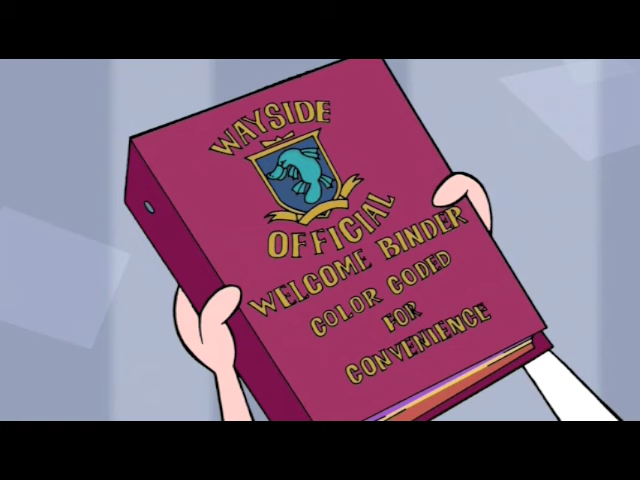 WAYSIDE
OFFICIAL
WELCOME BINDER
COLOR CODED
FOR
CONVENIENCE